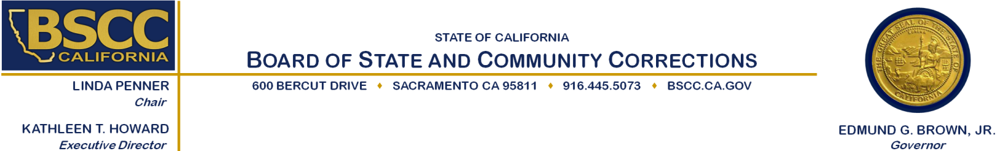 BSCC
CALIFORNIA
LINDA PENNER
Chair
KATHLEEN T. HOWARD
Executive Director
STATE OF CALIFORNIA
BOARD OF STATE AND COMMUNITY CORRECTIONS
600 BERCUT DRIVE ♦ SACRAMENTO CA 95811 ♦ 916.445.5073 ♦ BSCC.CA.GOV
THE GREAT SEAL OF THE STATE OF CALIFORNIA
EUREKA
EDMUND G. BROWN, JR.
Governor